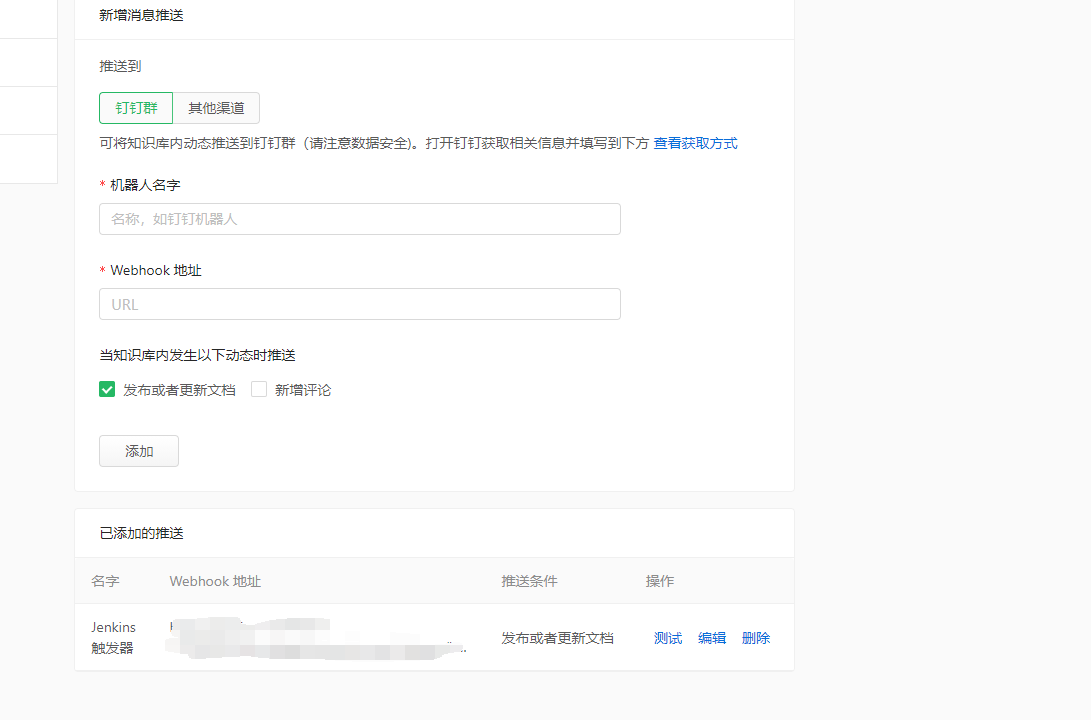 新增消息推送
推送到
钉钉群 其他渠道
可将知识库内动态推送到钉钉群（请注意数据安全)。打开钉钉获取相关信息并填写到下方 查看获取方式
* 机器人名字
名称，如钉钉机器人
* Webhook 地址
URL
当知识库内发生以下动态时推送
发布或者更新文档 新增评论
添加
已添加的推送
名字 Webhook 地址 推送条件 操作
Jenkins
触发器 发布或者更新文档 测试 编辑 删除